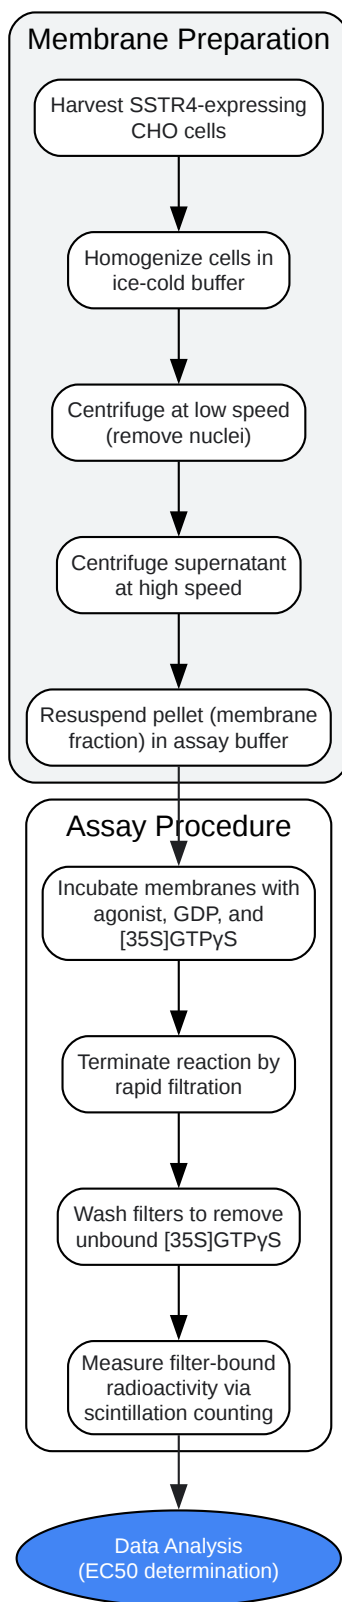 Membrane Preparation
Harvest SSTR4-expressing
CHO cells
Homogenize cells in
ice-cold buffer
Centrifuge at low speed
(remove nuclei)
Centrifuge supernatant
at high speed
Resuspend pellet (membrane
fraction) in assay buffer
Assay Procedure
Incubate membranes with
agonist, GDP, and
[35S]GTPγS
Terminate reaction by
rapid filtration
Wash filters to remove
unbound [35S]GTPγS
Measure filter-bound
radioactivity via
scintillation counting
Data Analysis
(EC50 determination)